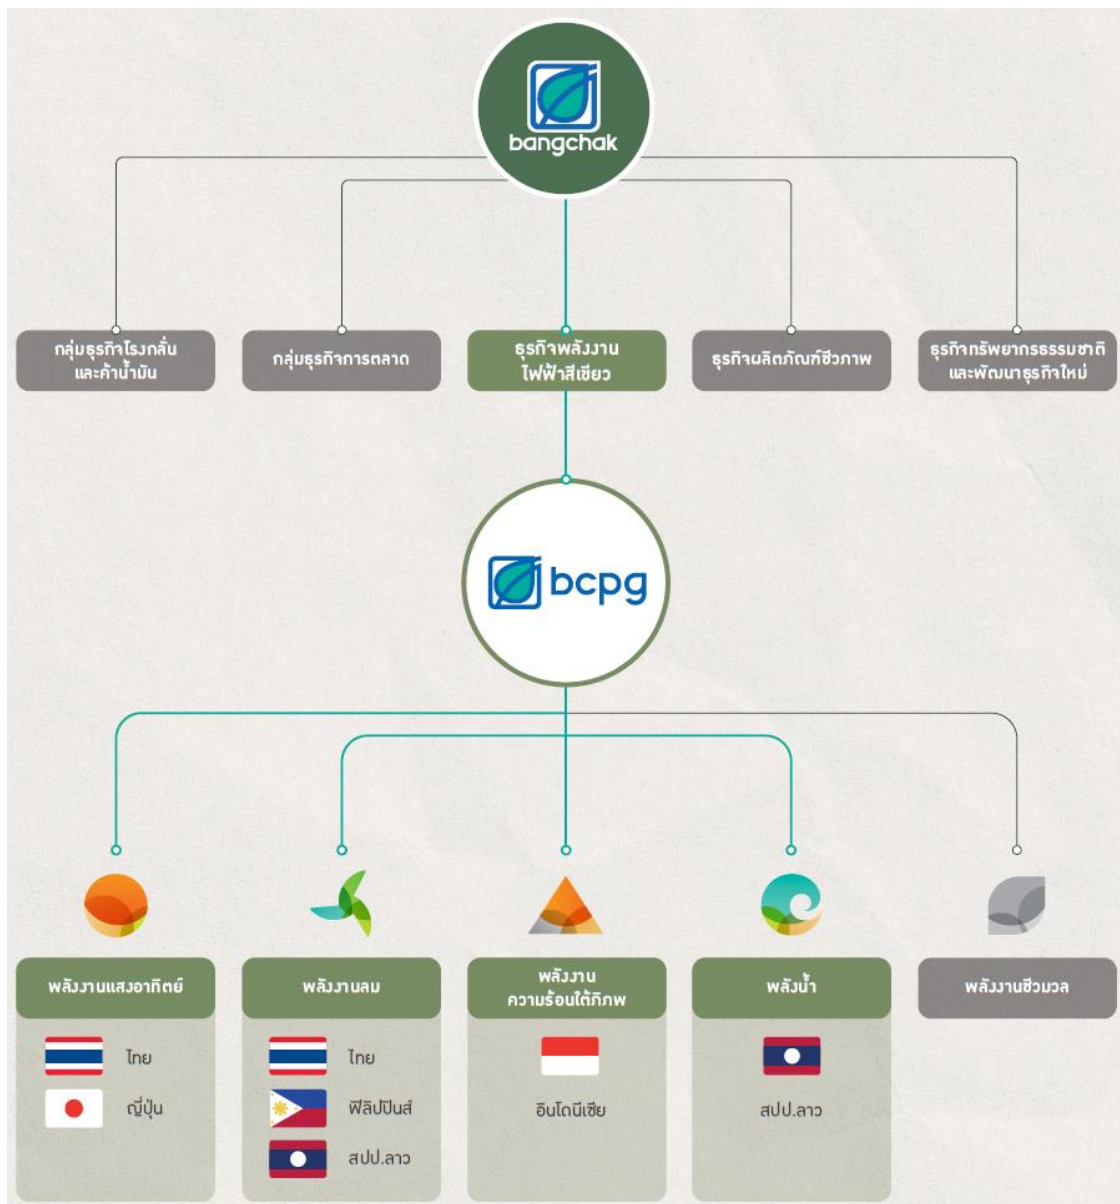 bangchak
กลุ่มธุรกิจโรงกลั่น
และค้าน้ำมัน
กลุ่มธุรกิจการตลาด
ธุรกิจพลังงาน
ไฟฟ้าสีเขียว
ธุรกิจผลิตภัณฑ์ชีวภาพ
ธุรกิจทรัพยากรธรรมชาติ
และพัฒนาธุรกิจใหม่
bcpg
พลังงานแสงอาทิตย์
ไทย
ญี่ปุ่น
พลังงานลม
ไทย
ฟิลิปปินส์
สปป.ลาว
พลังงาน
ความร้อนใต้ภิภพ
อินโดนีเซีย
พลังน้ำ
สปป.ลาว
พลังงานชีวมวล